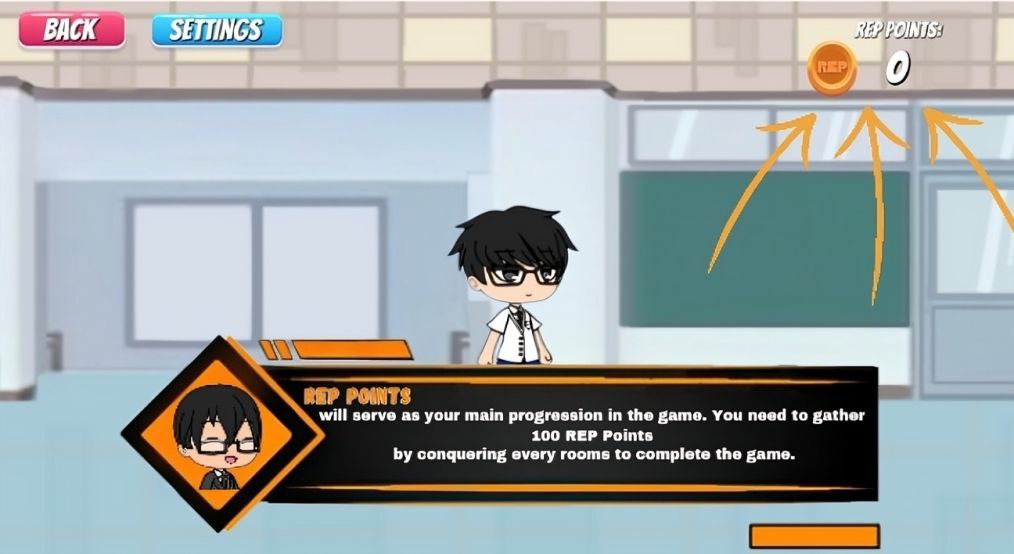 BACK
SETTINGS
REP POINTS:
REP
0
REP POINTS
will serve as your main progression in the game. You need to gather
100 REP Points
by conquering every rooms to complete the game.